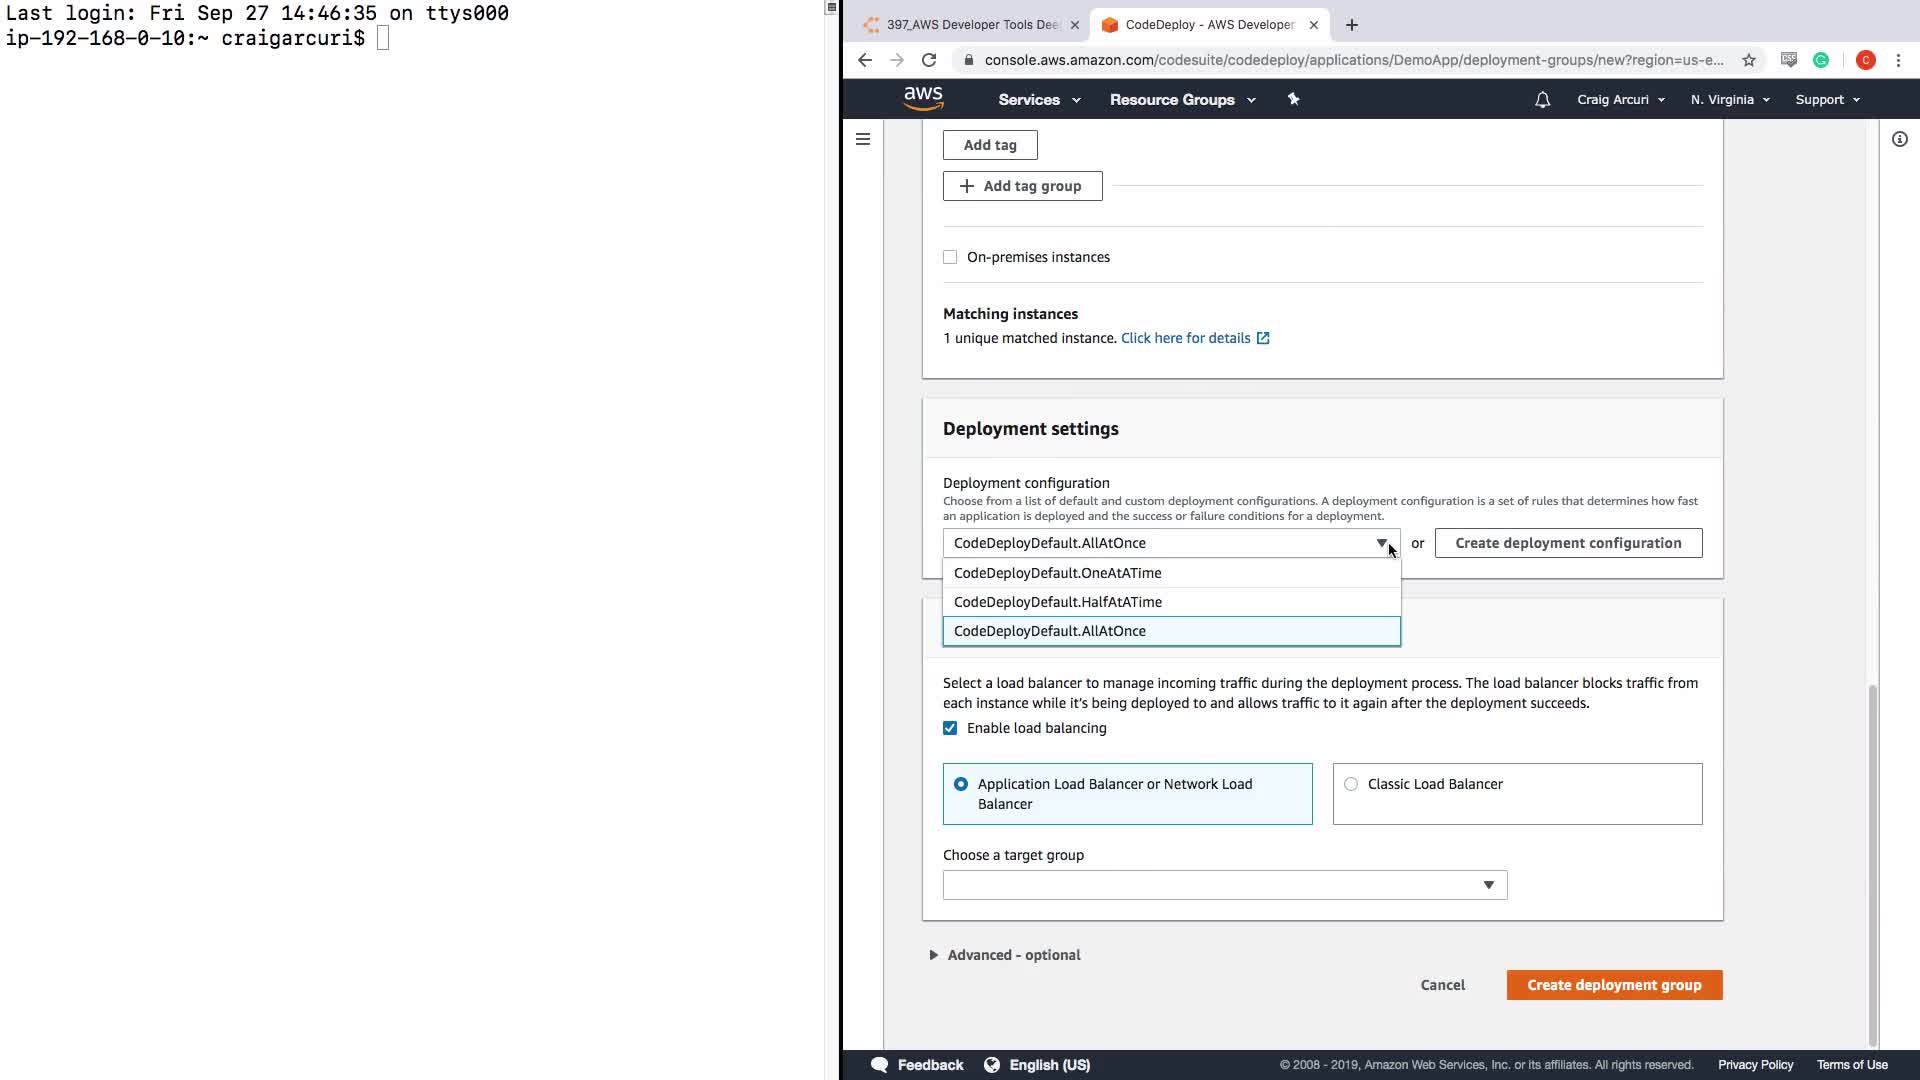 Last login: Fri Sep 27 14:46:35 on ttys000
ip-192-168-0-10:~ craigarcuri$
397_AWS Developer Tools Dee
CodeDeploy - AWS Developer
console.aws.amazon.com/codesuite/codedeploy/applications/DemoApp/deployment-groups/new?region=us-e...
C
aws
Services
Resource Groups
Craig Arcuri
N. Virginia
Support
Add tag
Add tag group
On-premises instances
Matching instances
1 unique matched instance. Click here for details
Deployment settings
Deployment configuration
Choose from a list of default and custom deployment configurations. A deployment configuration is a set of rules that determines how fast
an application is deployed and the success or failure conditions for a deployment.
CodeDeployDefault.AllAtOnce
or
Create deployment configuration
CodeDeployDefault.OneAtATime
CodeDeployDefault.HalfAtATime
CodeDeployDefault.AllAtOnce
Select a load balancer to manage incoming traffic during the deployment process. The load balancer blocks traffic from
each instance while it's being deployed to and allows traffic to it again after the deployment succeeds.
Enable load balancing
Application Load Balancer or Network Load
Balancer
Classic Load Balancer
Choose a target group
Advanced - optional
Cancel
Create deployment group
Feedback
English (US)
© 2008 - 2019, Amazon Web Services, Inc. or its affiliates. All rights reserved.
Privacy Policy
Terms of Use